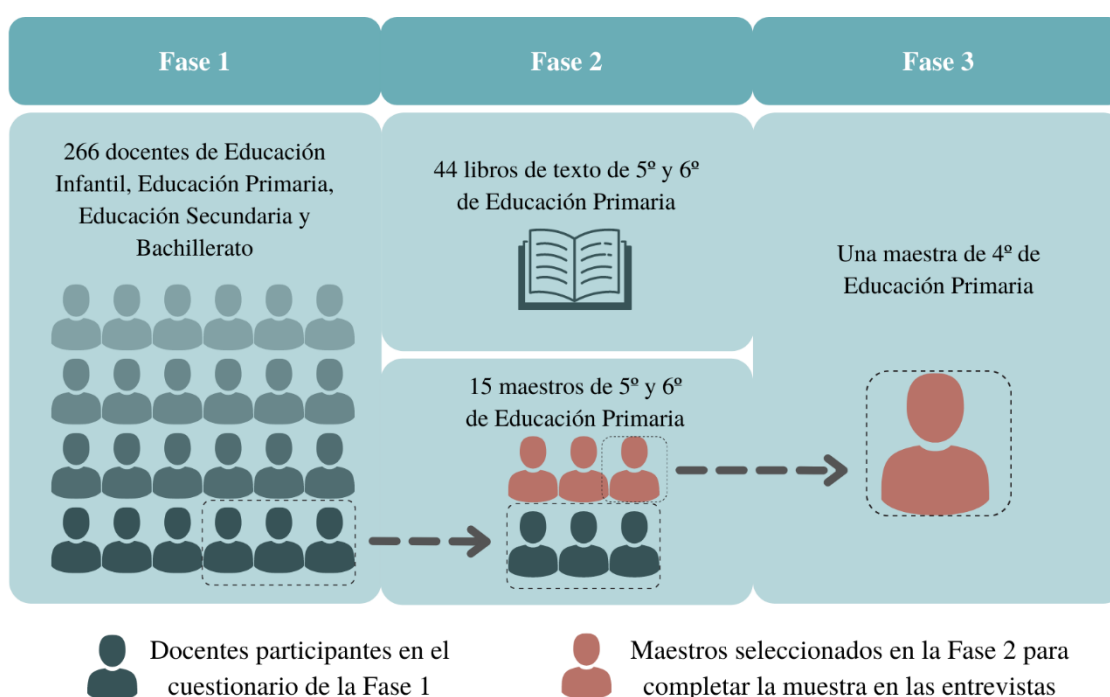 Fase 1
Fase 2
Fase 3
266 docentes de Educación
Infantil, Educación Primaria,
Educación Secundaria y
Bachillerato
44 libros de texto de 5º y 6º
de Educación Primaria
15 maestros de 5º y 6º
de Educación Primaria
Una maestra de 4º de
Educación Primaria
Docentes participantes en el
cuestionario de la Fase 1
Maestros seleccionados en la Fase 2 para
completar la muestra en las entrevistas